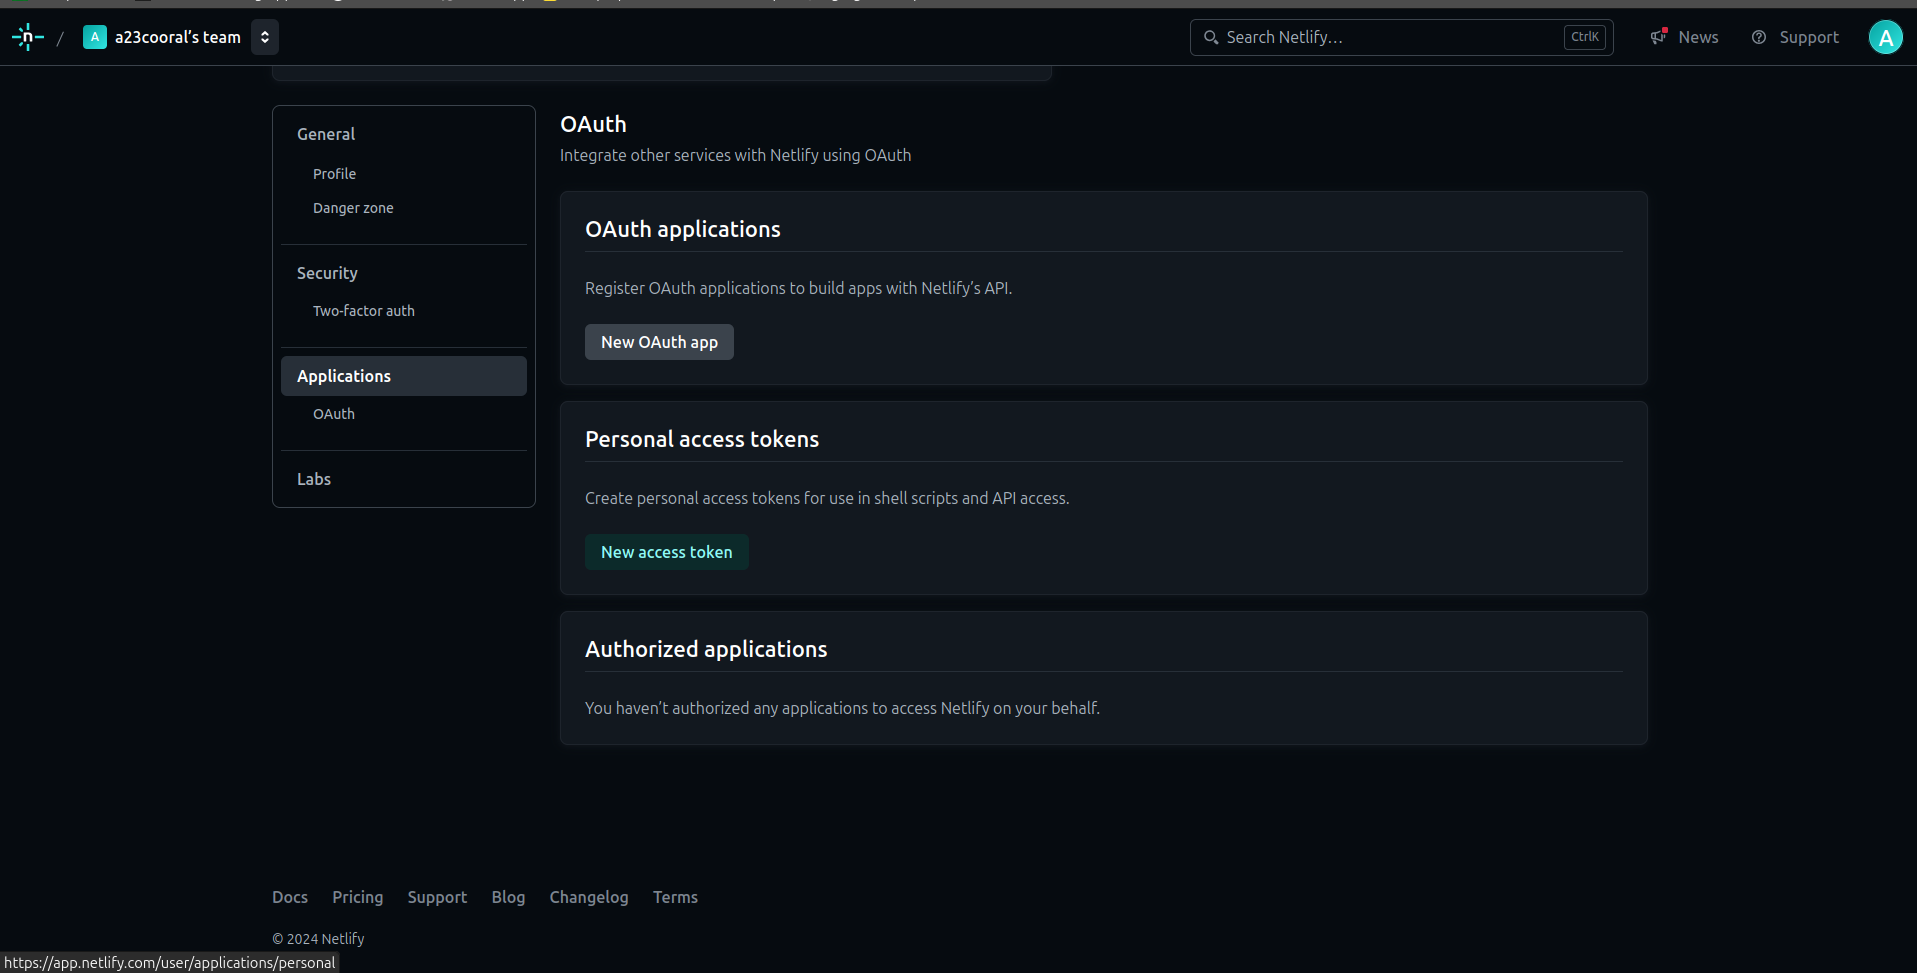 / A a23cooral's team
Search Netlify... CtrlK
News
Support
A
General
Profile
Danger zone
Security
Two-factor auth
Applications
OAuth
Labs
OAuth
Integrate other services with Netlify using OAuth
OAuth applications
Register OAuth applications to build apps with Netlify's API.
New OAuth app
Personal access tokens
Create personal access tokens for use in shell scripts and API access.
New access token
Authorized applications
You haven't authorized any applications to access Netlify on your behalf.
Docs Pricing Support Blog Changelog Terms
© 2024 Netlify
https://app.netlify.com/user/applications/personal